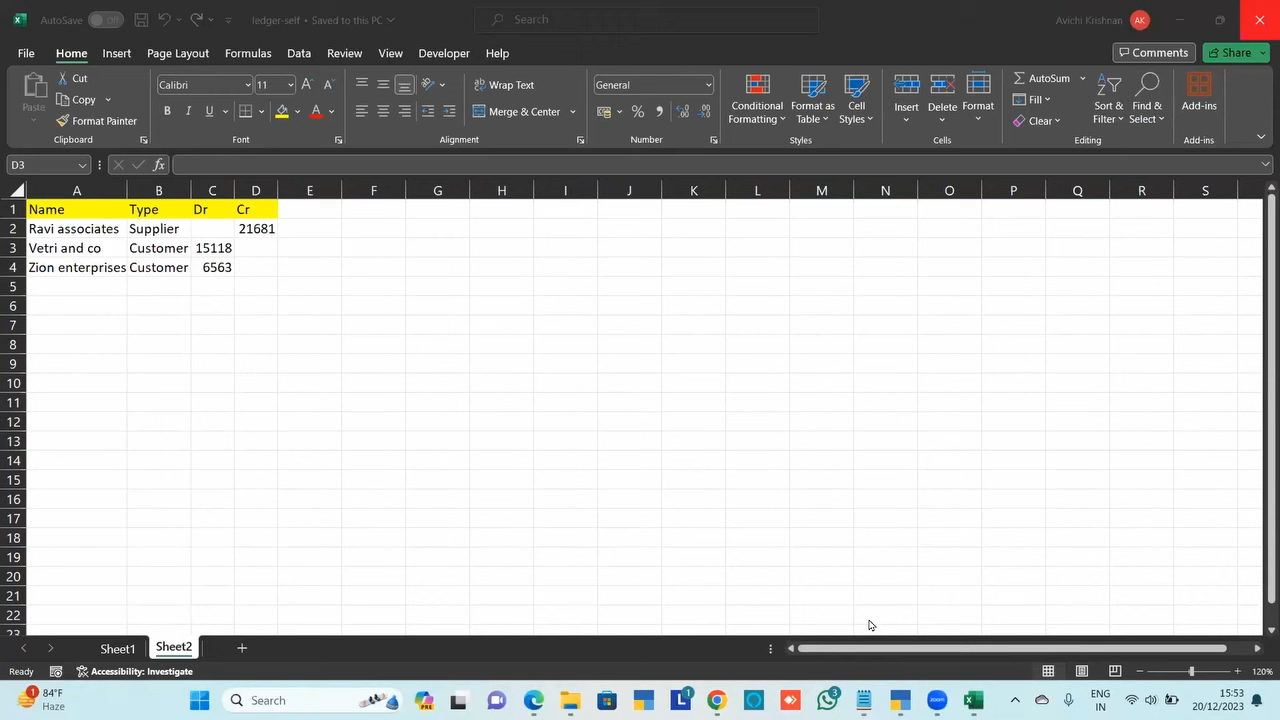 AutoSave Off ledger-self • Saved to this PC Search Avichi Krishnan AK
File Home Insert Page Layout Formulas Data Review View Developer Help Comments Share
Paste Cut Copy Format Painter Clipboard
Calibri 11 B I U A Font
Wrap Text Merge & Center Alignment
General % Number
Conditional Formatting Format as Table Cell Styles Styles
Insert Delete Format Cells
AutoSum Fill Clear Sort & Filter Find & Select Editing
Add-ins Add-ins
D3 fx
A B C D E F G H I J K L M N O P Q R S
1 Name Type Dr Cr
2 Ravi associates Supplier 21681
3 Vetri and co Customer 15118
4 Zion enterprises Customer 6563
5
6
7
8
9
10
11
12
13
14
15
16
17
18
19
20
21
22
23
Sheet1 Sheet2 +
Ready Accessibility: Investigate 120%
1 84°F Haze Search PRE 1 3 ENG IN 15:53 20/12/2023